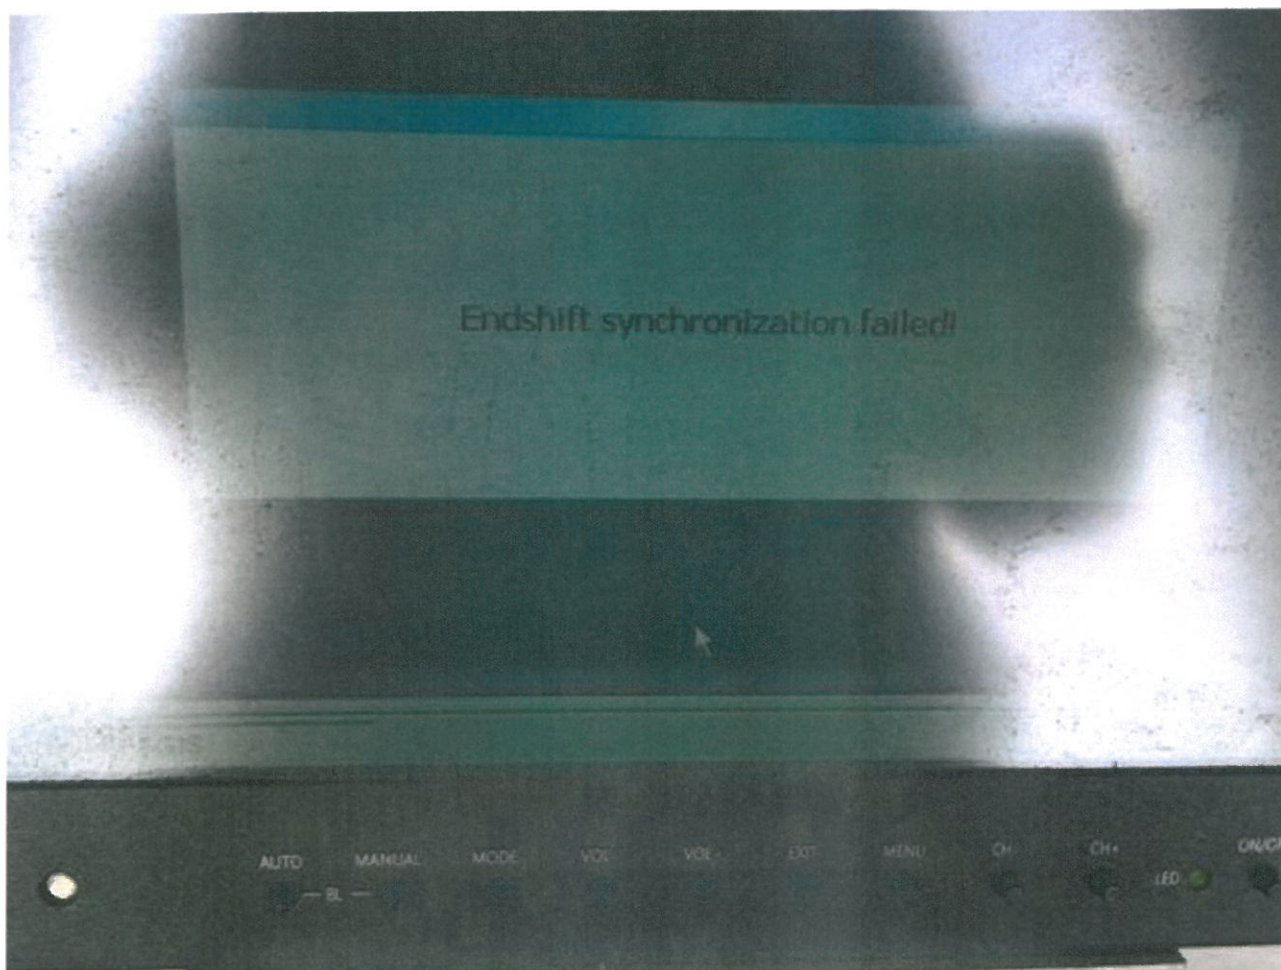 Endshift synchronization failed!
AUTO MANUAL MODE VOL VOL- EXIT MENU CH CH+ LED
BL